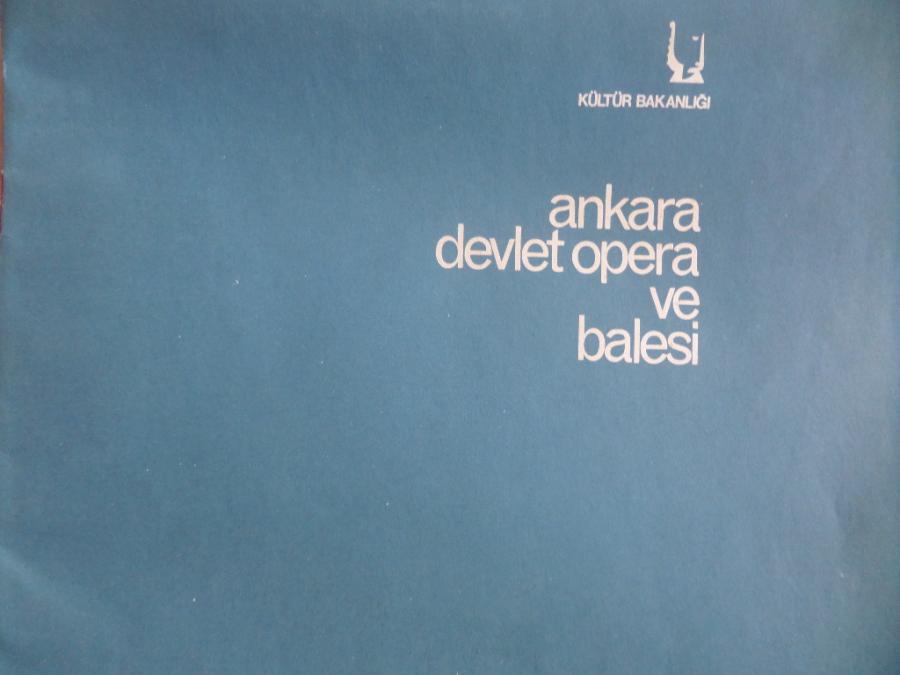 KÜLTÜR BAKANLIĞI
ankara
devlet opera
ve
balesi